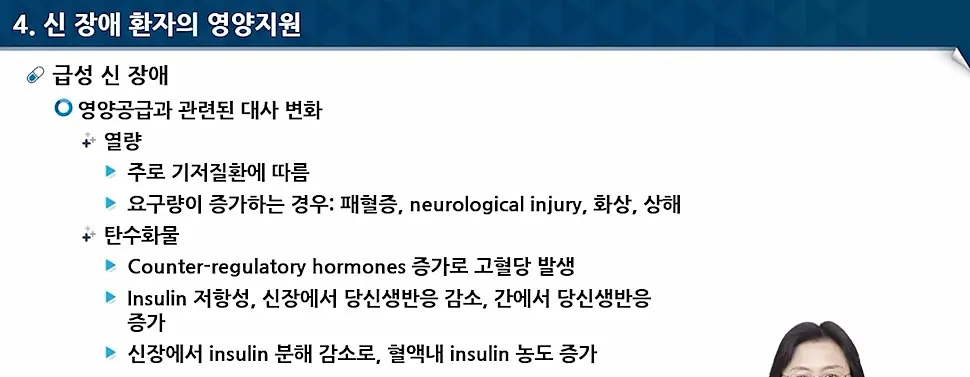 4. 신 장애 환자의 영양지원
급성 신 장애
영양공급과 관련된 대사 변화
열량
주로 기저질환에 따름
요구량이 증가하는 경우: 패혈증, neurological injury, 화상, 상해
탄수화물
Counter-regulatory hormones 증가로 고혈당 발생
Insulin 저항성, 신장에서 당신생반응 감소, 간에서 당신생반응
증가
신장에서 insulin 분해 감소로, 혈액내 insulin 농도 증가